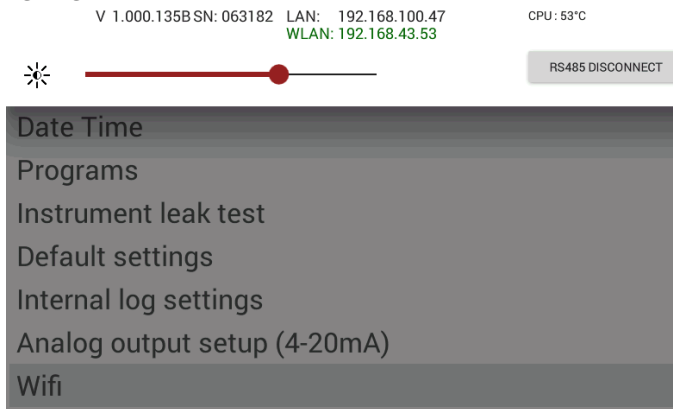 V 1.000.135B SN: 063182 LAN: 192.168.100.47 CPU : 53°C
WLAN: 192.168.43.53
RS485 DISCONNECT
Date Time
Programs
Instrument leak test
Default settings
Internal log settings
Analog output setup (4-20mA)
Wifi